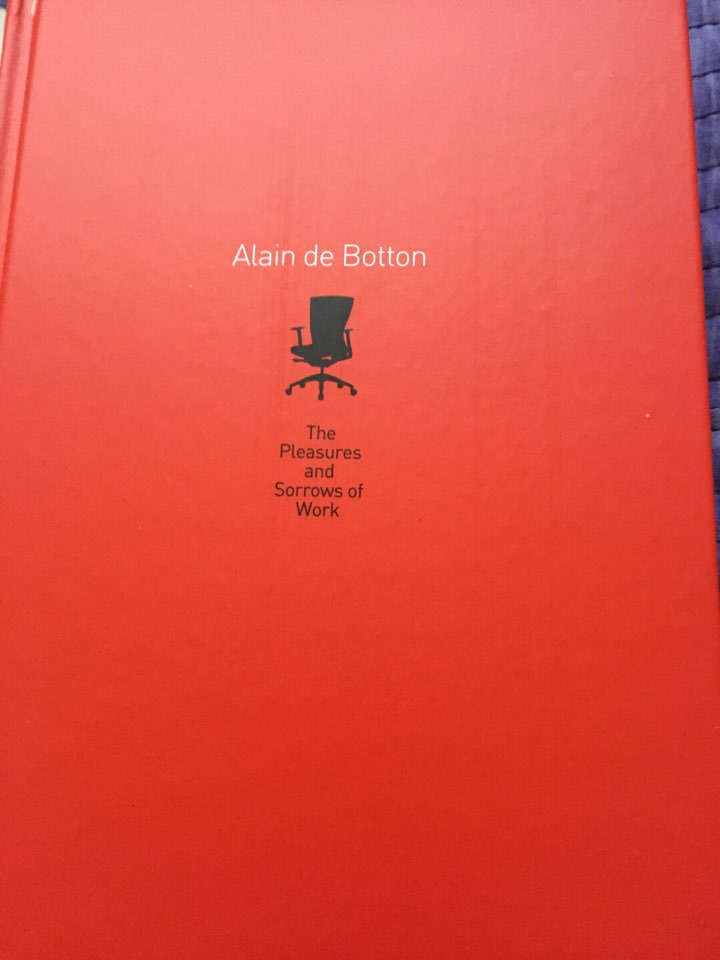 Alain de Botton
The
Pleasures
and
Sorrows of
Work